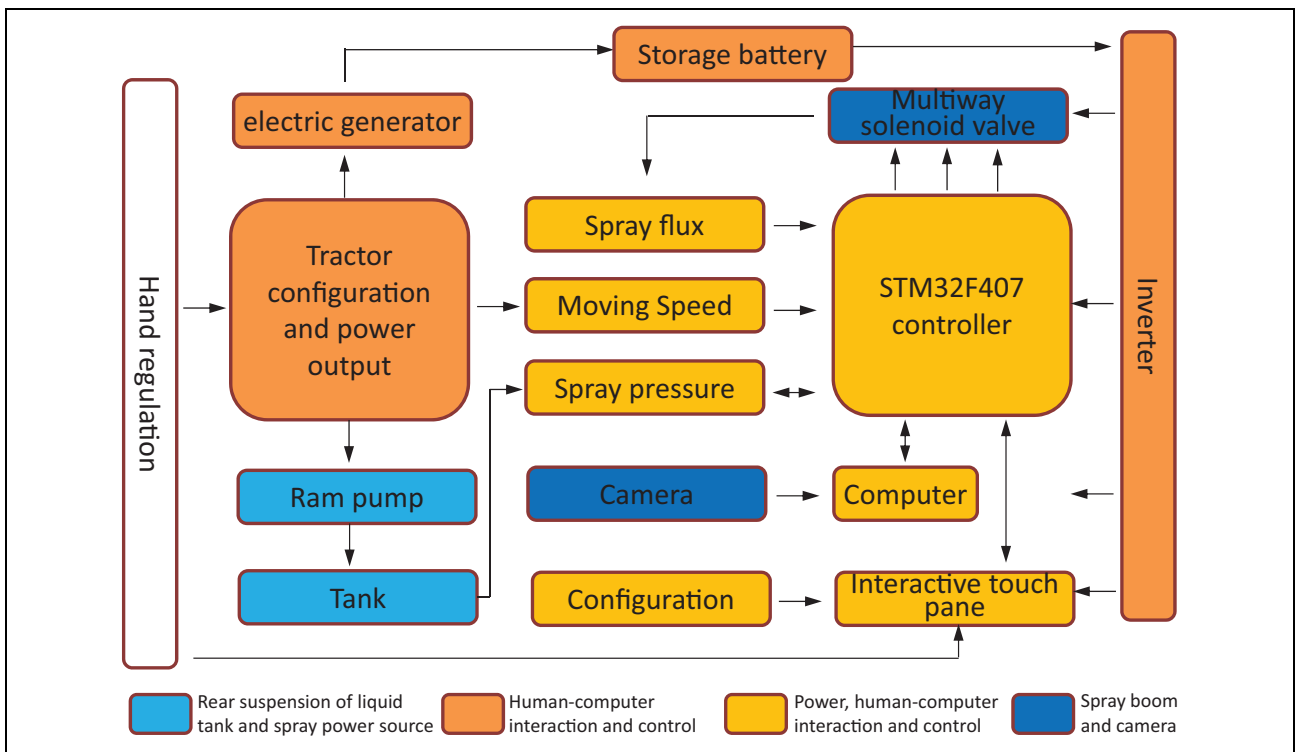 Storage battery
electric generator
Multiway
solenoid valve
Hand regulation
Tractor
configuration
and power
output
Spray flux
Moving Speed
Spray pressure
STM32F407
controller
Inverter
Ram pump
Camera
Computer
Tank
Configuration
Interactive touch
pane
Rear suspension of liquid
tank and spray power source
Human-computer
interaction and control
Power, human-computer
interaction and control
Spray boom
and camera